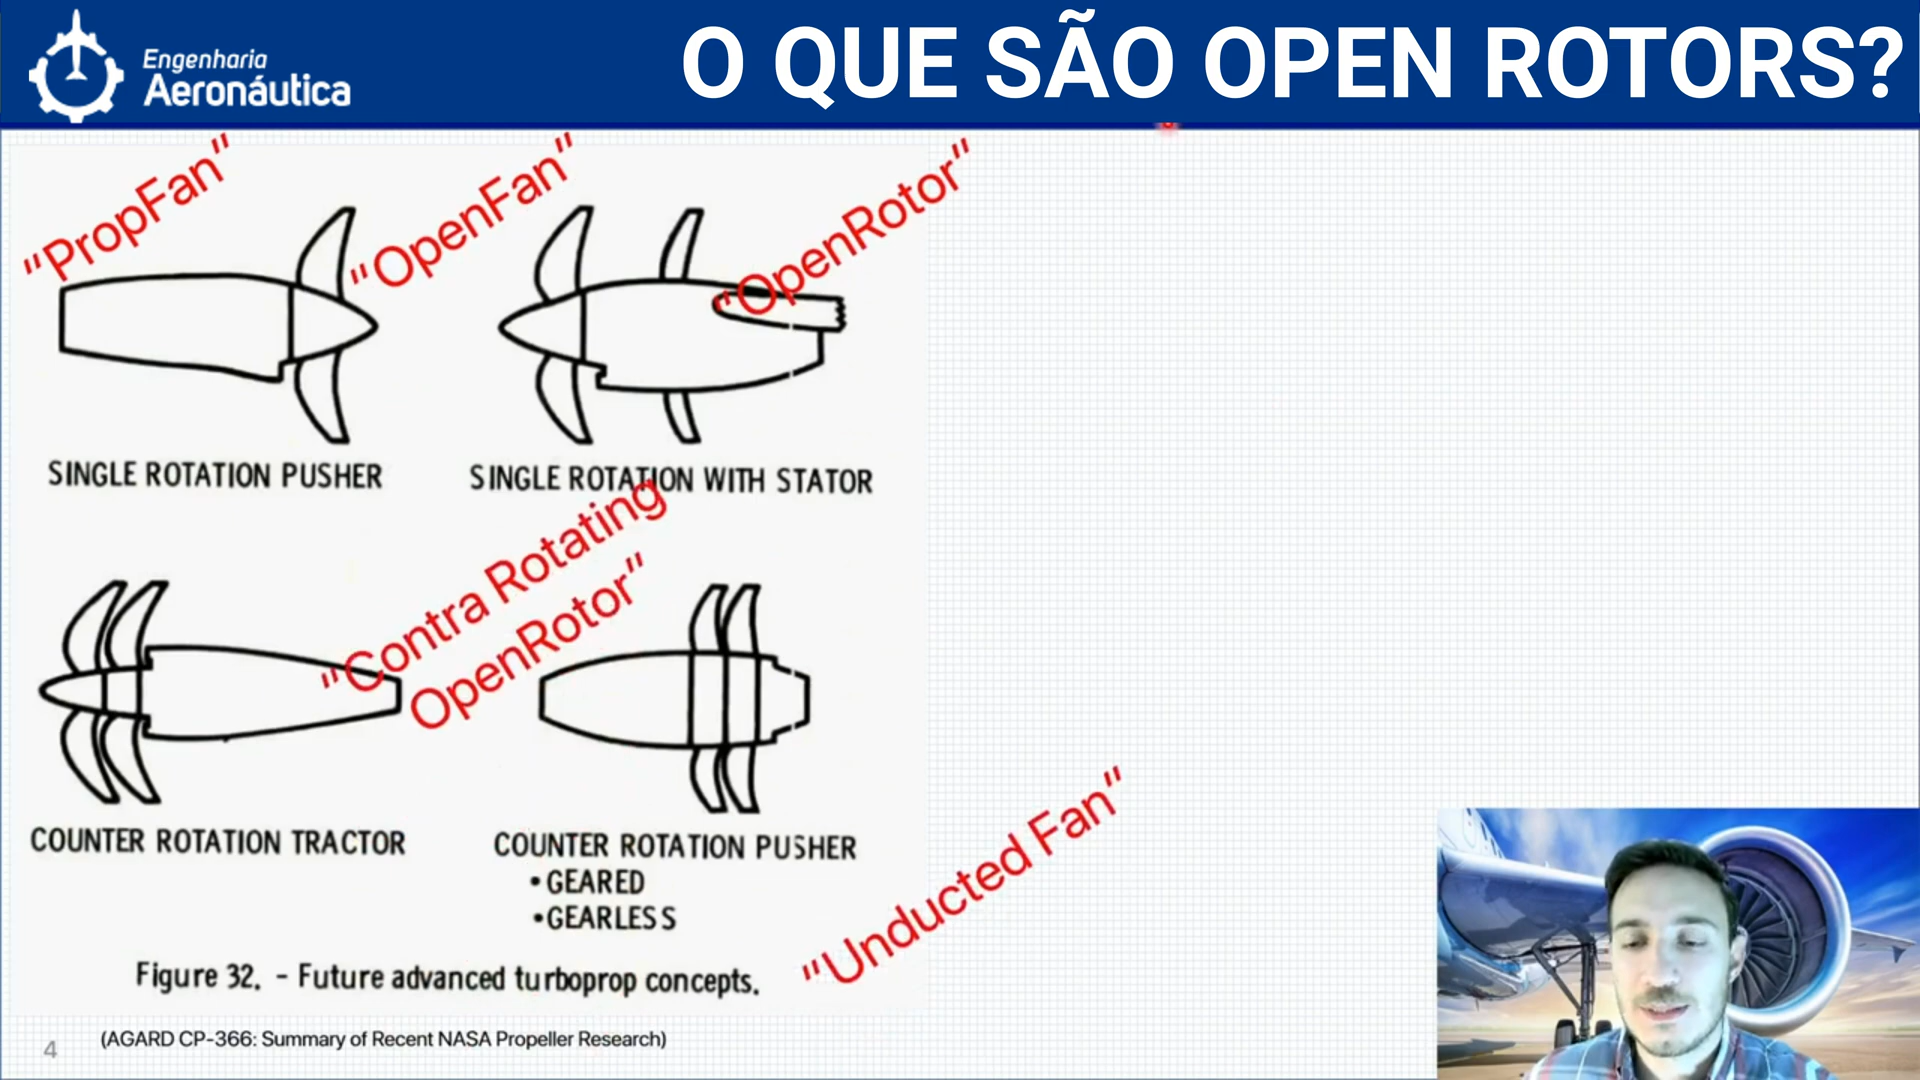 Engenharia
Aeronáutica
O QUE SÃO OPEN ROTORS?
"PropFan"
"OpenFan"
"OpenRotor"
SINGLE ROTATION PUSHER
SINGLE ROTATION WITH STATOR
"Contra Rotating
OpenRotor"
COUNTER ROTATION TRACTOR
COUNTER ROTATION PUSHER
• GEARED
• GEARLESS
"Unducted Fan"
Figure 32. - Future advanced turboprop concepts.
4
(AGARD CP-366: Summary of Recent NASA Propeller Research)